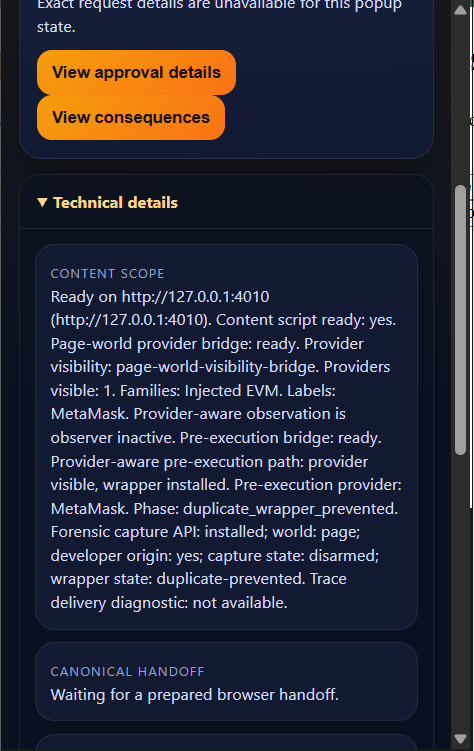 Exact request details are unavailable for this popup
state.
View approval details
View consequences
▼ Technical details
CONTENT SCOPE
Ready on http://127.0.0.1:4010
(http://127.0.0.1:4010). Content script ready: yes.
Page-world provider bridge: ready. Provider
visibility: page-world-visibility-bridge. Providers
visible: 1. Families: Injected EVM. Labels:
MetaMask. Provider-aware observation is
observer inactive. Pre-execution bridge: ready.
Provider-aware pre-execution path: provider
visible, wrapper installed. Pre-execution provider:
MetaMask. Phase: duplicate_wrapper_prevented.
Forensic capture API: installed; world: page;
developer origin: yes; capture state: disarmed;
wrapper state: duplicate-prevented. Trace
delivery diagnostic: not available.
CANONICAL HANDOFF
Waiting for a prepared browser handoff.